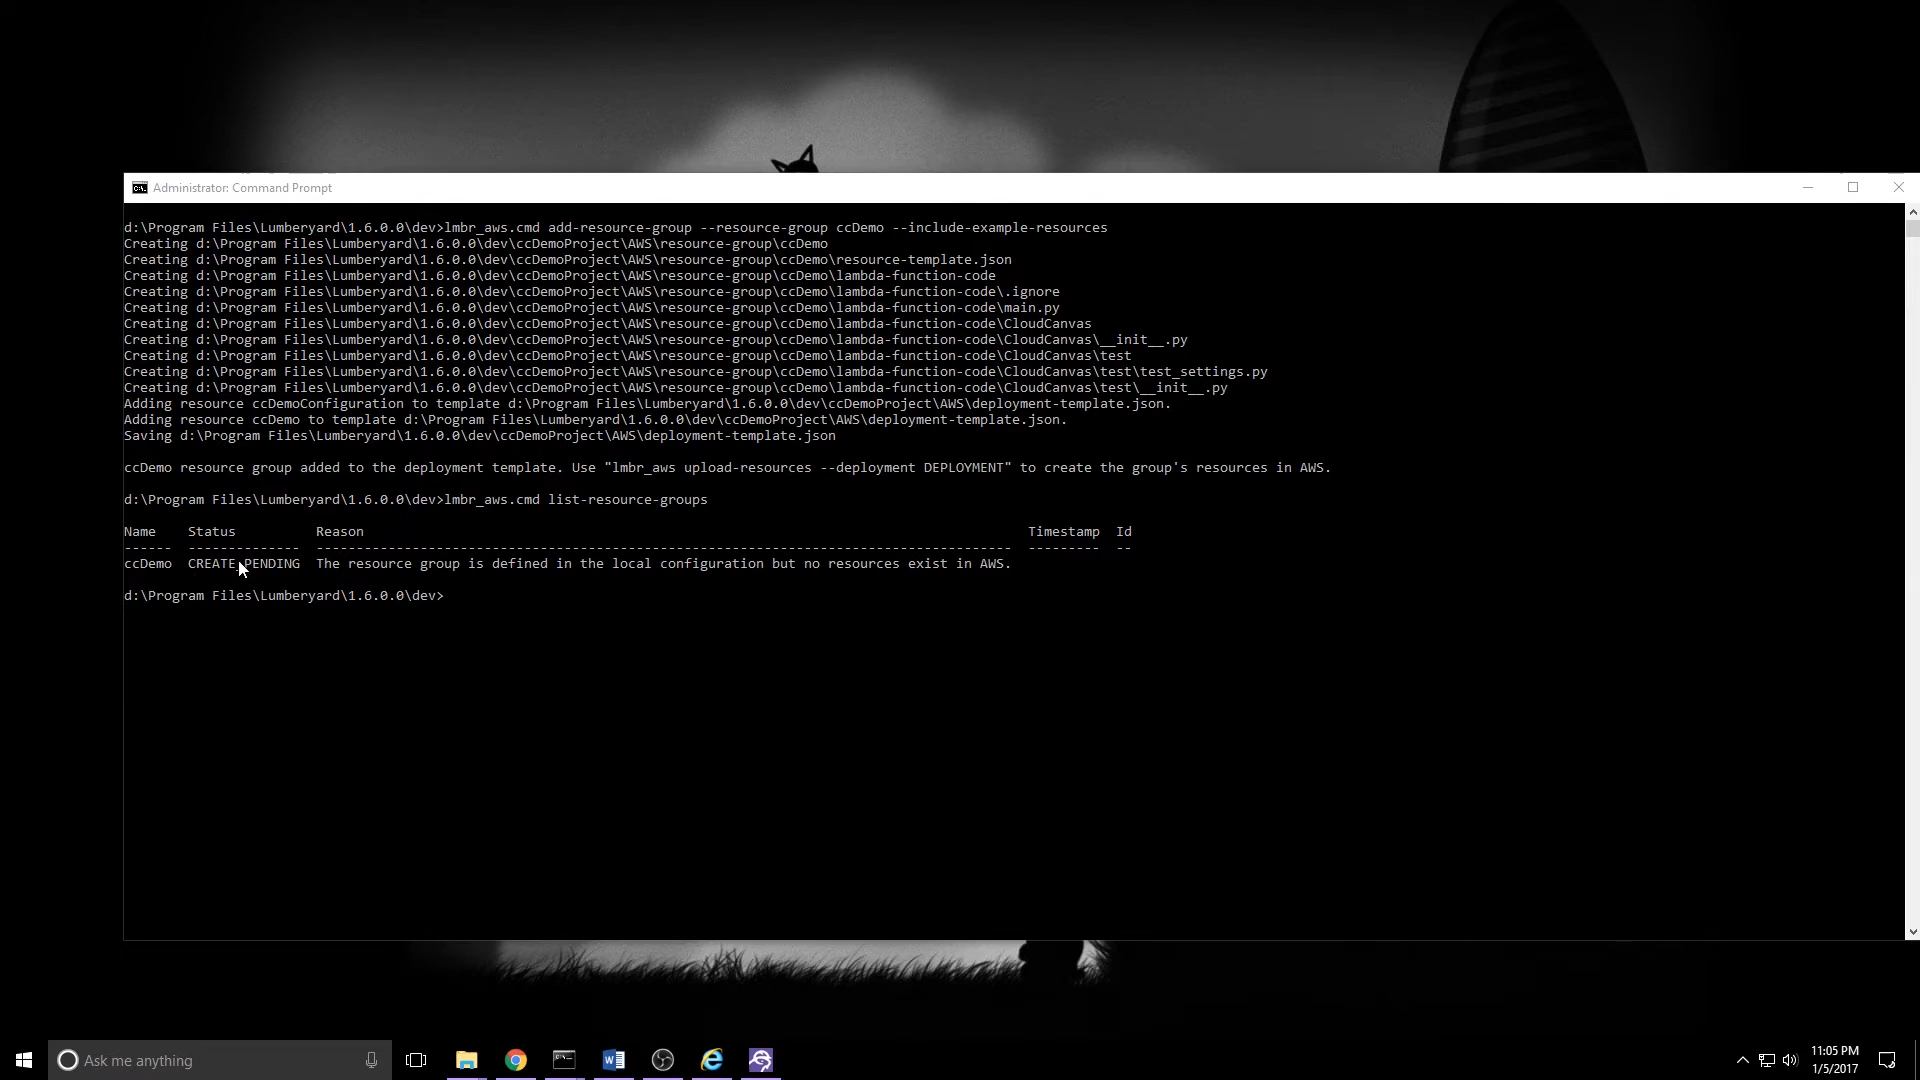 Administrator: Command Prompt
d:\Program Files\Lumberyard\1.6.0.0\dev>lmbr_aws.cmd add-resource-group --resource-group ccDemo --include-example-resources
Creating d:\Program Files\Lumberyard\1.6.0.0\dev\ccDemoProject\AWS\resource-group\ccDemo
Creating d:\Program Files\Lumberyard\1.6.0.0\dev\ccDemoProject\AWS\resource-group\ccDemo\resource-template.json
Creating d:\Program Files\Lumberyard\1.6.0.0\dev\ccDemoProject\AWS\resource-group\ccDemo\lambda-function-code
Creating d:\Program Files\Lumberyard\1.6.0.0\dev\ccDemoProject\AWS\resource-group\ccDemo\lambda-function-code\.ignore
Creating d:\Program Files\Lumberyard\1.6.0.0\dev\ccDemoProject\AWS\resource-group\ccDemo\lambda-function-code\main.py
Creating d:\Program Files\Lumberyard\1.6.0.0\dev\ccDemoProject\AWS\resource-group\ccDemo\lambda-function-code\CloudCanvas
Creating d:\Program Files\Lumberyard\1.6.0.0\dev\ccDemoProject\AWS\resource-group\ccDemo\lambda-function-code\CloudCanvas\__init__.py
Creating d:\Program Files\Lumberyard\1.6.0.0\dev\ccDemoProject\AWS\resource-group\ccDemo\lambda-function-code\CloudCanvas\test
Creating d:\Program Files\Lumberyard\1.6.0.0\dev\ccDemoProject\AWS\resource-group\ccDemo\lambda-function-code\CloudCanvas\test\test_settings.py
Creating d:\Program Files\Lumberyard\1.6.0.0\dev\ccDemoProject\AWS\resource-group\ccDemo\lambda-function-code\CloudCanvas\test\__init__.py
Adding resource ccDemoConfiguration to template d:\Program Files\Lumberyard\1.6.0.0\dev\ccDemoProject\AWS\deployment-template.json.
Adding resource ccDemo to template d:\Program Files\Lumberyard\1.6.0.0\dev\ccDemoProject\AWS\deployment-template.json.
Saving d:\Program Files\Lumberyard\1.6.0.0\dev\ccDemoProject\AWS\deployment-template.json
ccDemo resource group added to the deployment template. Use "lmbr_aws upload-resources --deployment DEPLOYMENT" to create the group's resources in AWS.
d:\Program Files\Lumberyard\1.6.0.0\dev>lmbr_aws.cmd list-resource-groups
Name Status Reason Timestamp Id
ccDemo CREATE_PENDING The resource group is defined in the local configuration but no resources exist in AWS.
d:\Program Files\Lumberyard\1.6.0.0\dev>
Ask me anything
11:05 PM
1/5/2017